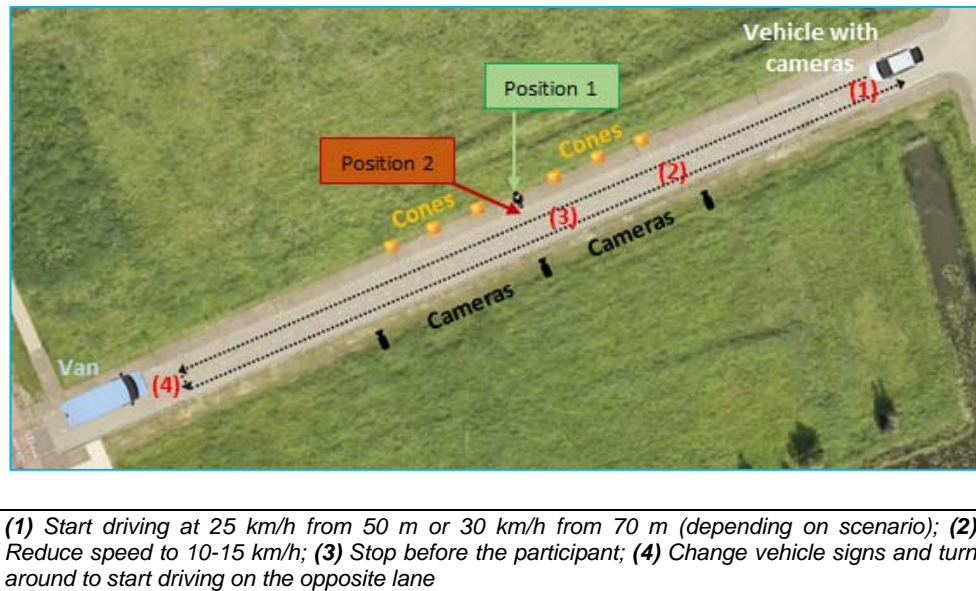 Vehicle with
cameras
(1)
Position 1
Cones
Position 2
(2)
Cones
(3)
Cameras
Cameras
Van
(4)
(1) Start driving at 25 km/h from 50 m or 30 km/h from 70 m (depending on scenario); (2)
Reduce speed to 10-15 km/h; (3) Stop before the participant; (4) Change vehicle signs and turn
around to start driving on the opposite lane